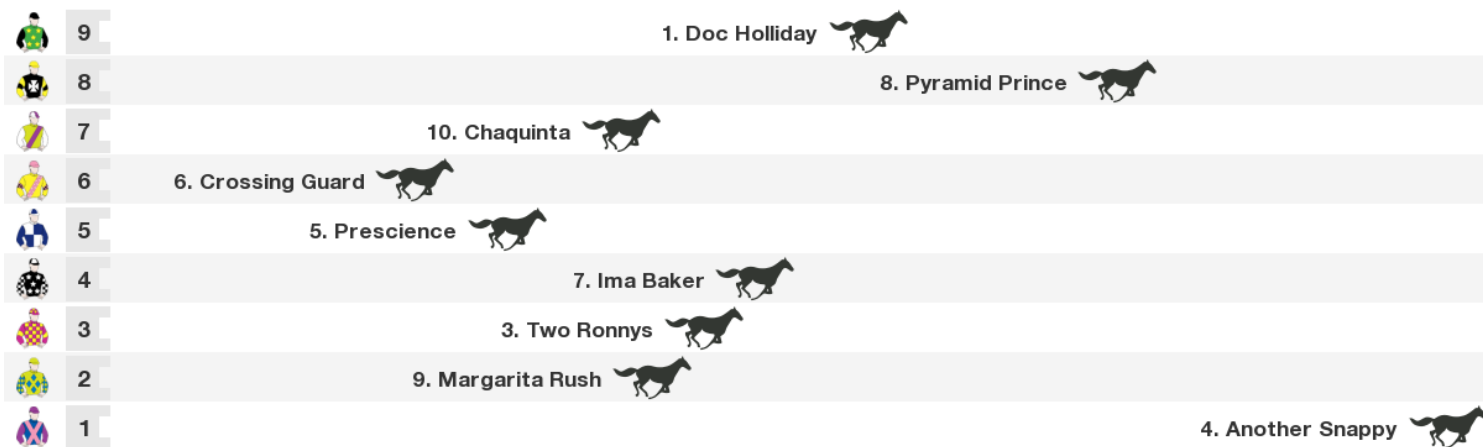 9 1. Doc Holliday
8 8. Pyramid Prince
7 10. Chaquinta
6 6. Crossing Guard
5 5. Prescience
4 7. Ima Baker
3 3. Two Ronnys
2 9. Margarita Rush
1 4. Another Snappy